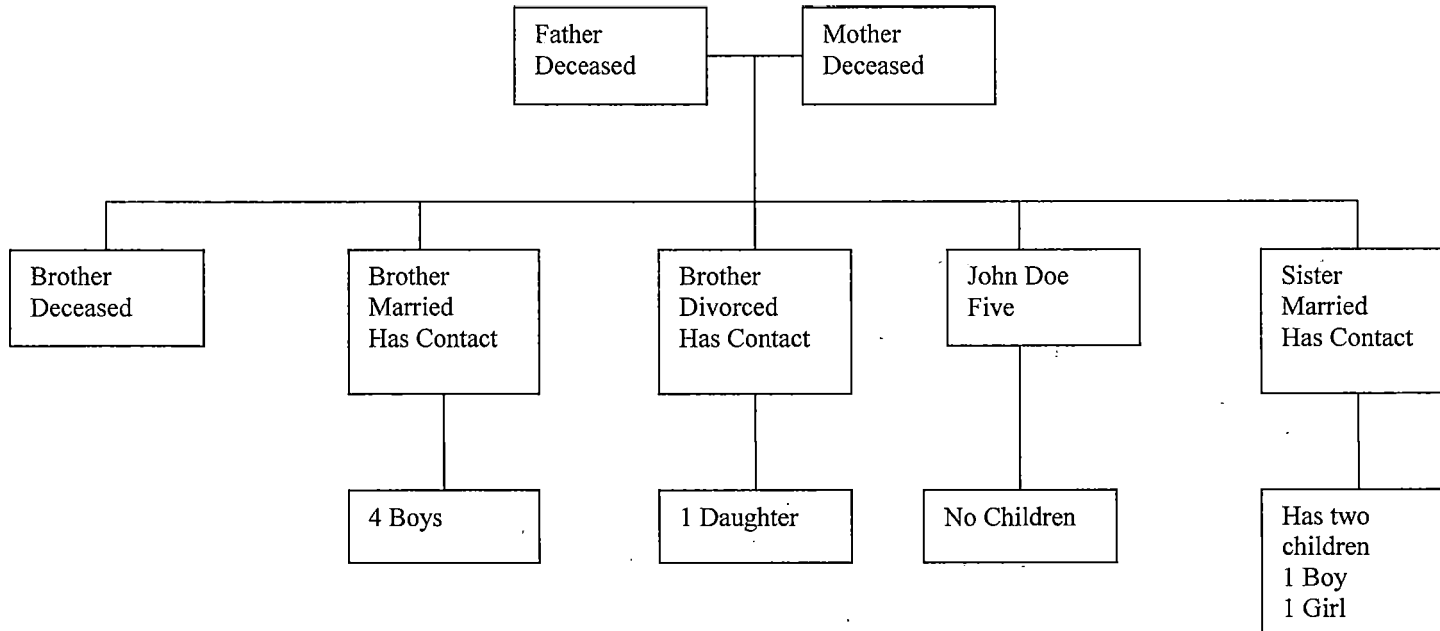 Father
Deceased
Mother
Deceased
Brother
Deceased
Brother
Married
Has Contact
Brother
Divorced
Has Contact
John Doe
Five
Sister
Married
Has Contact
4 Boys
1 Daughter
No Children
Has two
children
1 Boy
1 Girl